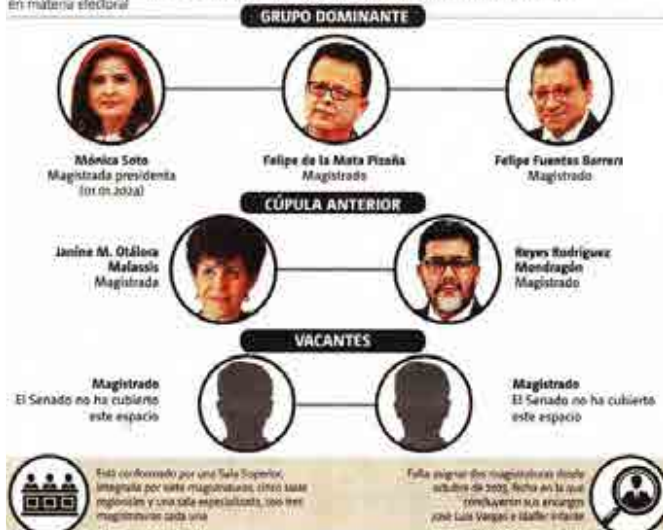 en materia electoral
GRUPO DOMINANTE
Mónica Soto
Magistrada presidenta
(01.01.2024)
Felipe de la Mata Pizaña
Magistrado
Felipe Fuentes Barrera
Magistrado
CÚPULA ANTERIOR
Janine M. Otálora
Malassis
Magistrada
Reyes Rodríguez
Mondragón
Magistrado
VACANTES
Magistrado
El Senado no ha cubierto
este espacio
Magistrado
El Senado no ha cubierto
este espacio
Está conformado por una Sala Superior,
integrada por siete magistraturas, cinco salas
regionales y una sala especializada, con tres
magistraturas cada una
Falta asignar dos magistraturas desde
octubre de 2023, fecha en la que
concluyeron sus encargos
José Luis Vargas e Indalfer Infante